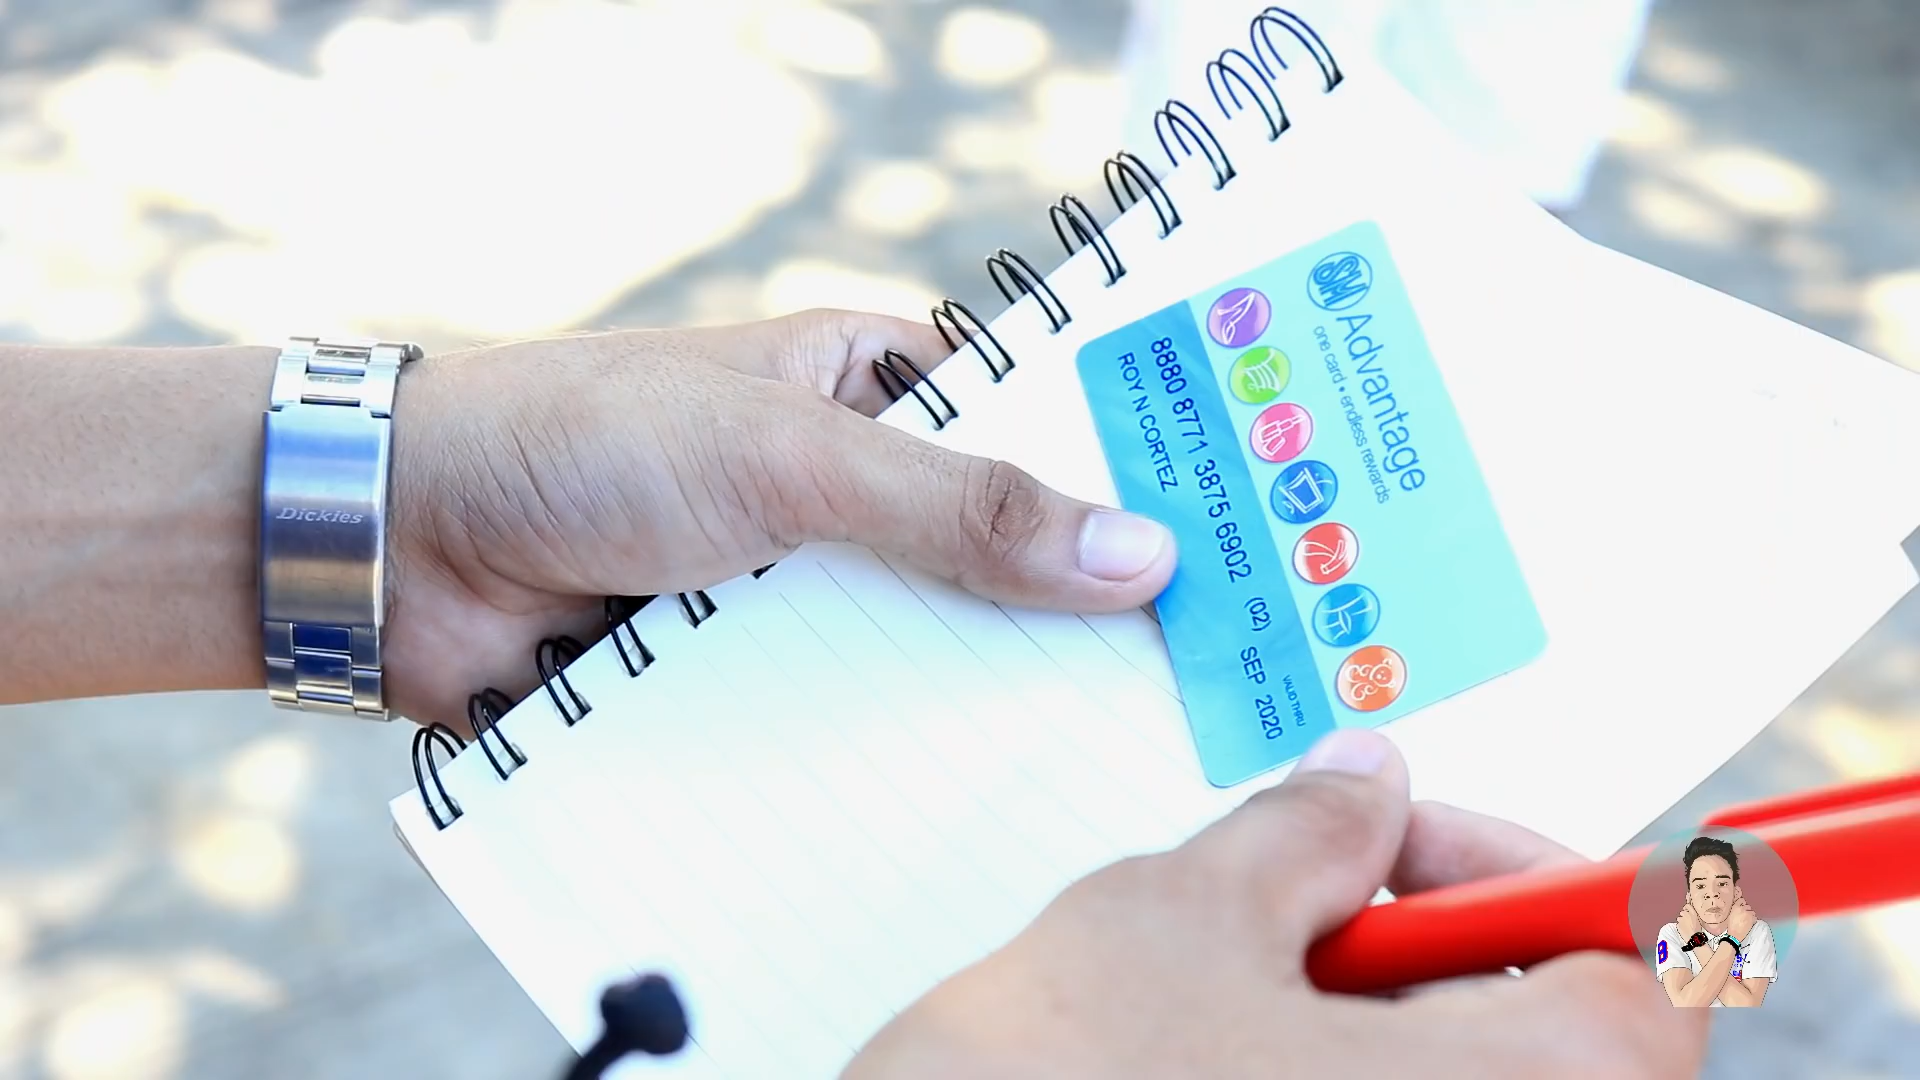 SM
Advantage
one card • endless rewards
8880 8771 3875 6902 (02)
VALID THRU
ROY N CORTEZ
SEP 2020
Dickies